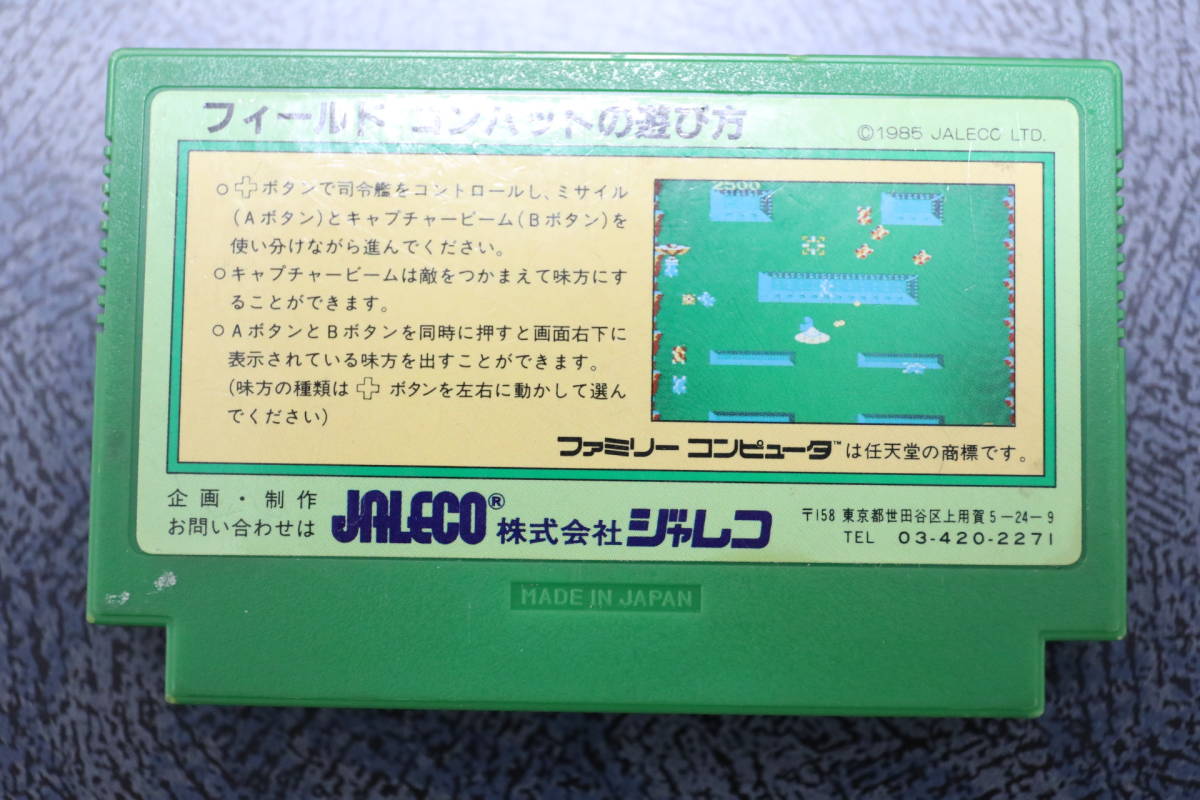 フィールド コンバットの遊び方
©1985 JALECO LTD.
○✚ボタンで司令艦をコントロールし、ミサイル
(Aボタン)とキャプチャービーム(Bボタン)を
使い分けながら進んでください。
○キャプチャービームは敵をつかまえて味方にす
ることができます。
○AボタンとBボタンを同時に押すと画面右下に
表示されている味方を出すことができます。
(味方の種類は✚ボタンを左右に動かして選ん
でください)
2500
ファミリー コンピュータ™は任天堂の商標です。
企画・制作
お問い合わせは
JALECO® 株式会社ジャレコ
〒158 東京都世田谷区上用賀5-24-9
TEL 03-420-2271
MADE IN JAPAN